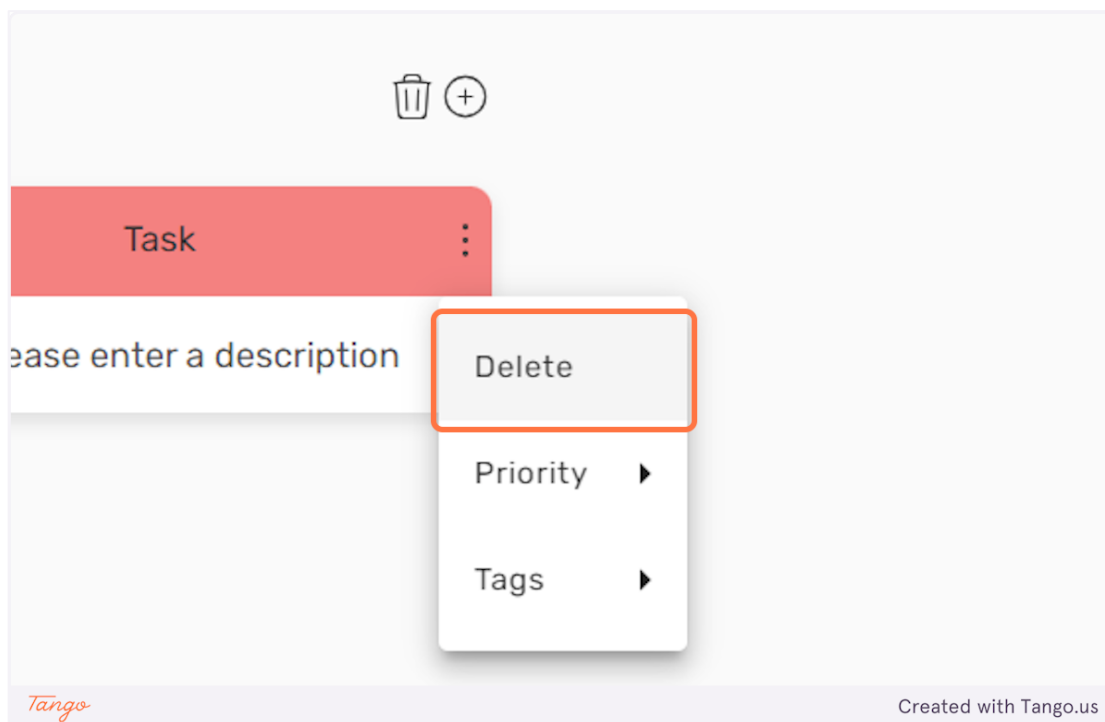 Task
ease enter a description
Delete
Priority
Tags
Tango
Created with Tango.us